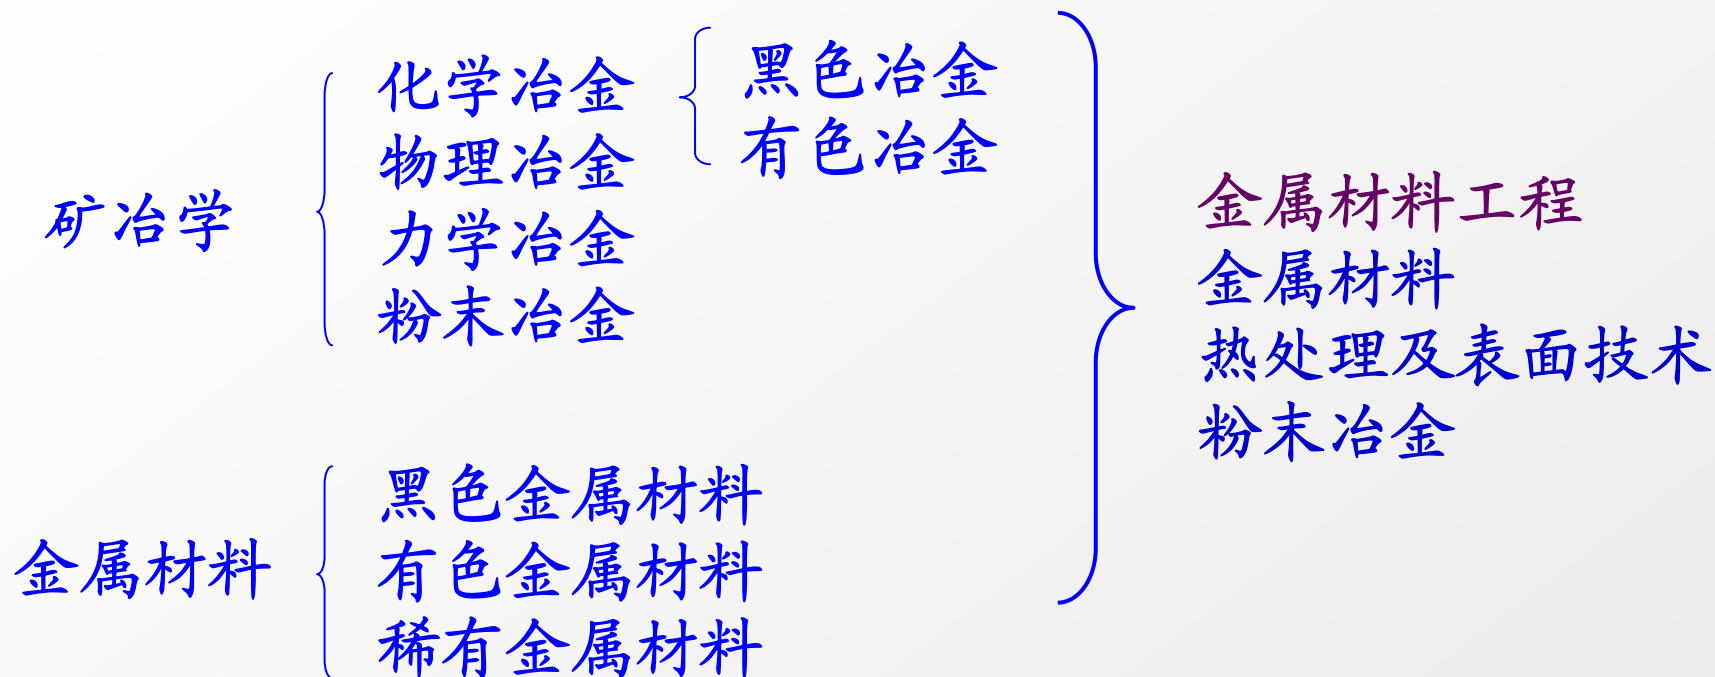 矿冶学
化学冶金
物理冶金
力学冶金
粉末冶金
黑色冶金
有色冶金
金属材料
黑色金属材料
有色金属材料
稀有金属材料
金属材料工程
金属材料
热处理及表面技术
粉末冶金